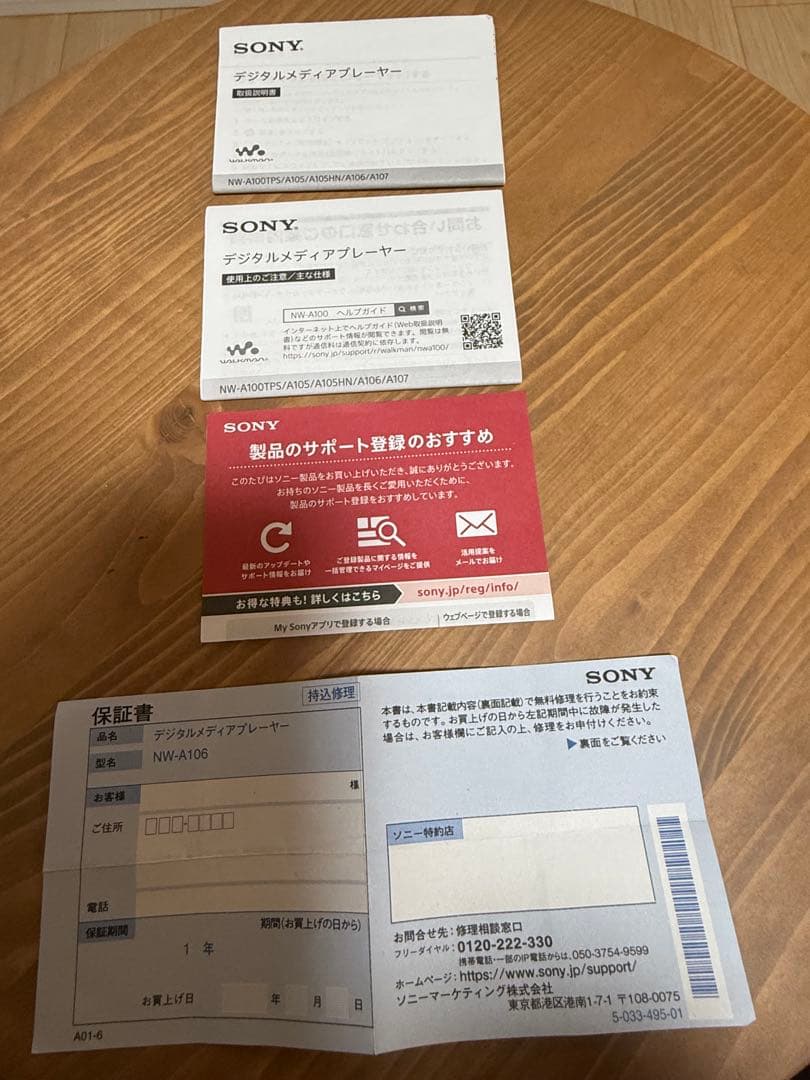 SONY
デジタルメディアプレーヤー
取扱説明書
WALKMAN
NW-A100TPS/A105/A105HN/A106/A107
SONY
デジタルメディアプレーヤー
使用上のご注意/主な仕様
NW-A100 ヘルプガイド 検索
インターネット上でヘルプガイド(Web取扱説明
書)などのサポート情報が閲覧できます。閲覧は無
料ですが通信料は通信契約に依存します。
https://sony.jp/support/r/walkman/nwa100/
WALKMAN
NW-A100TPS/A105/A105HN/A106/A107
SONY
製品のサポート登録のおすすめ
このたびはソニー製品をお買い上げいただき、誠にありがとうございます。
お持ちのソニー製品を長くご愛用いただくために、
製品のサポート登録をおすすめしています。
最新のアップデートや
サポート情報をお届け
ご登録製品に関する情報を
一括管理できるマイページをご提供
活用提案を
メールでお届け
お得な特典も!詳しくはこちら
sony.jp/reg/info/
My Sonyアプリで登録する場合
ウェブページで登録する場合
保証書
持込修理
品名 デジタルメディアプレーヤー
型名 NW-A106
お客様 様
ご住所
電話
保証期間 期間(お買上げの日から)
1 年
お買上げ日 年 月 日
A01-6
SONY
本書は、本書記載内容(裏面記載)で無料修理を行うことをお約束
するものです。お買上げの日から左記期間中に故障が発生した
場合は、お客様欄にご記入の上、修理をお申付けください。
▶裏面をご覧ください
ソニー特約店
お問合せ先:修理相談窓口
フリーダイヤル:0120-222-330
携帯電話・一部のIP電話からは、050-3754-9599
ホームページ:https://www.sony.jp/support/
ソニーマーケティング株式会社
東京都港区港南1-7-1 〒108-0075
5-033-495-01